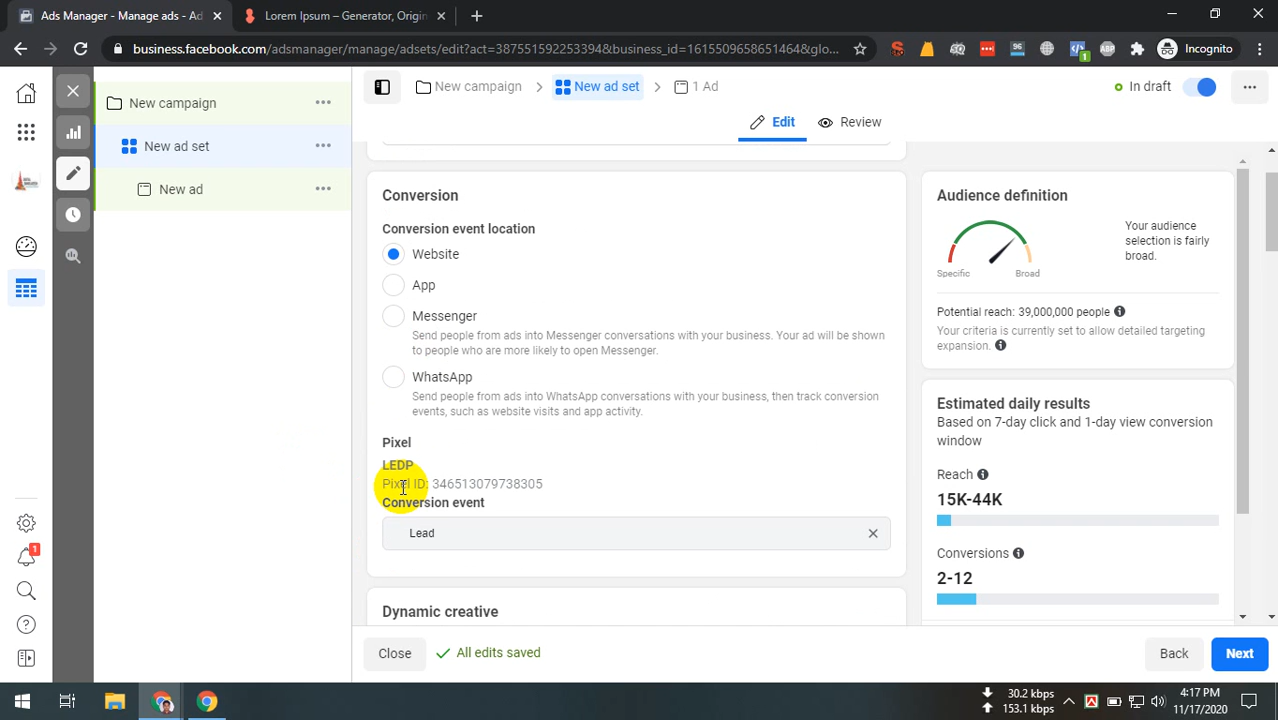 Ads Manager - Manage ads - Ad
Lorem Ipsum – Generator, Origin
business.facebook.com/adsmanager/manage/adsets/edit?act=387551592253394&business_id=1615509658651464&glo...
96
1
ABP
Incognito
New campaign
New ad set
New ad
New campaign
New ad set
1 Ad
In draft
Edit
Review
Conversion
Conversion event location
Website
App
Messenger
Send people from ads into Messenger conversations with your business. Your ad will be shown
to people who are more likely to open Messenger.
WhatsApp
Send people from ads into WhatsApp conversations with your business, then track conversion
events, such as website visits and app activity.
Pixel
LEDP
Pixel ID: 346513079738305
Conversion event
Lead
Dynamic creative
Audience definition
Your audience
selection is fairly
broad.
Specific
Broad
Potential reach: 39,000,000 people
Your criteria is currently set to allow detailed targeting
expansion.
Estimated daily results
Based on 7-day click and 1-day view conversion
window
Reach
15K-44K
Conversions
2-12
1
Close
All edits saved
Back
Next
30.2 kbps
153.1 kbps
4:17 PM
11/17/2020